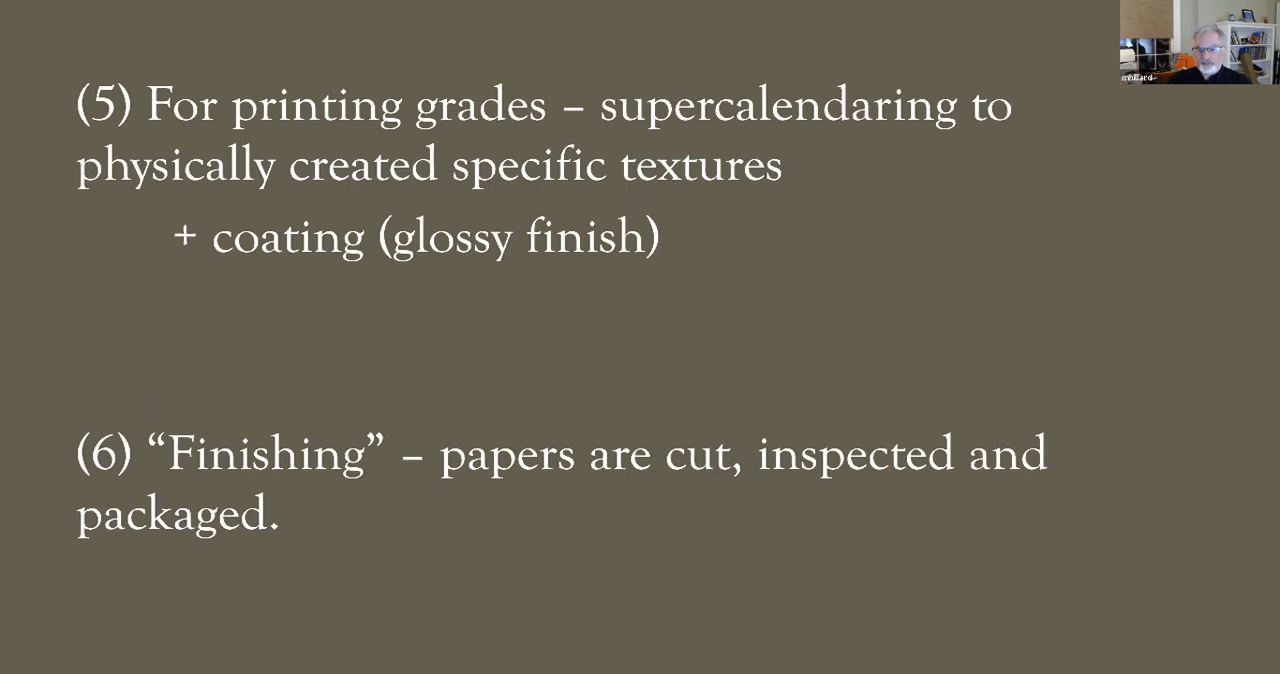 (5) For printing grades – supercalendaring to
physically created specific textures
+ coating (glossy finish)
(6) “Finishing” – papers are cut, inspected and
packaged.